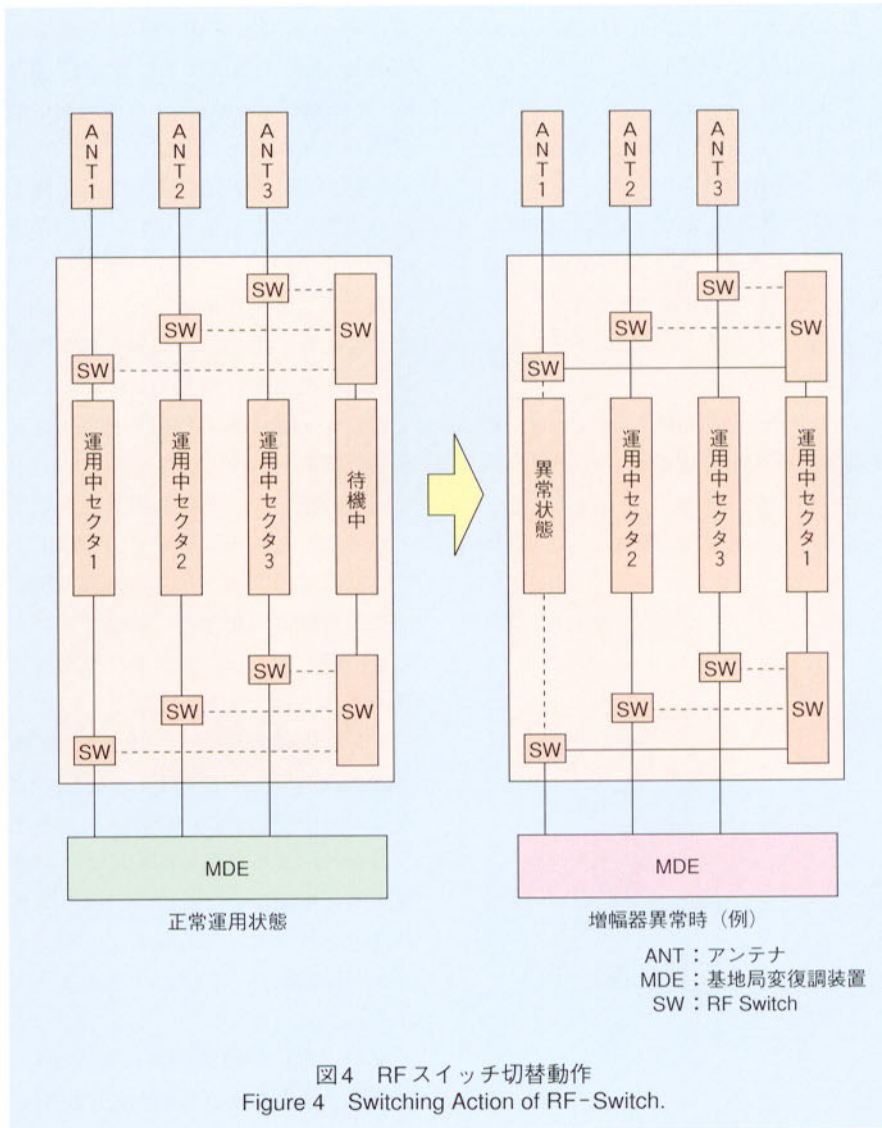 ANT1
ANT2
ANT3
SW
SW
SW
SW
運用中セクタ1
運用中セクタ2
運用中セクタ3
待機中
SW
SW
SW
SW
MDE
正常運用状態
ANT1
ANT2
ANT3
SW
SW
SW
SW
異常状態
運用中セクタ2
運用中セクタ3
運用中セクタ1
SW
SW
SW
SW
MDE
増幅器異常時（例）
ANT：アンテナ
MDE：基地局変復調装置
SW：RF Switch
図4 RFスイッチ切替動作
Figure 4 Switching Action of RF-Switch.